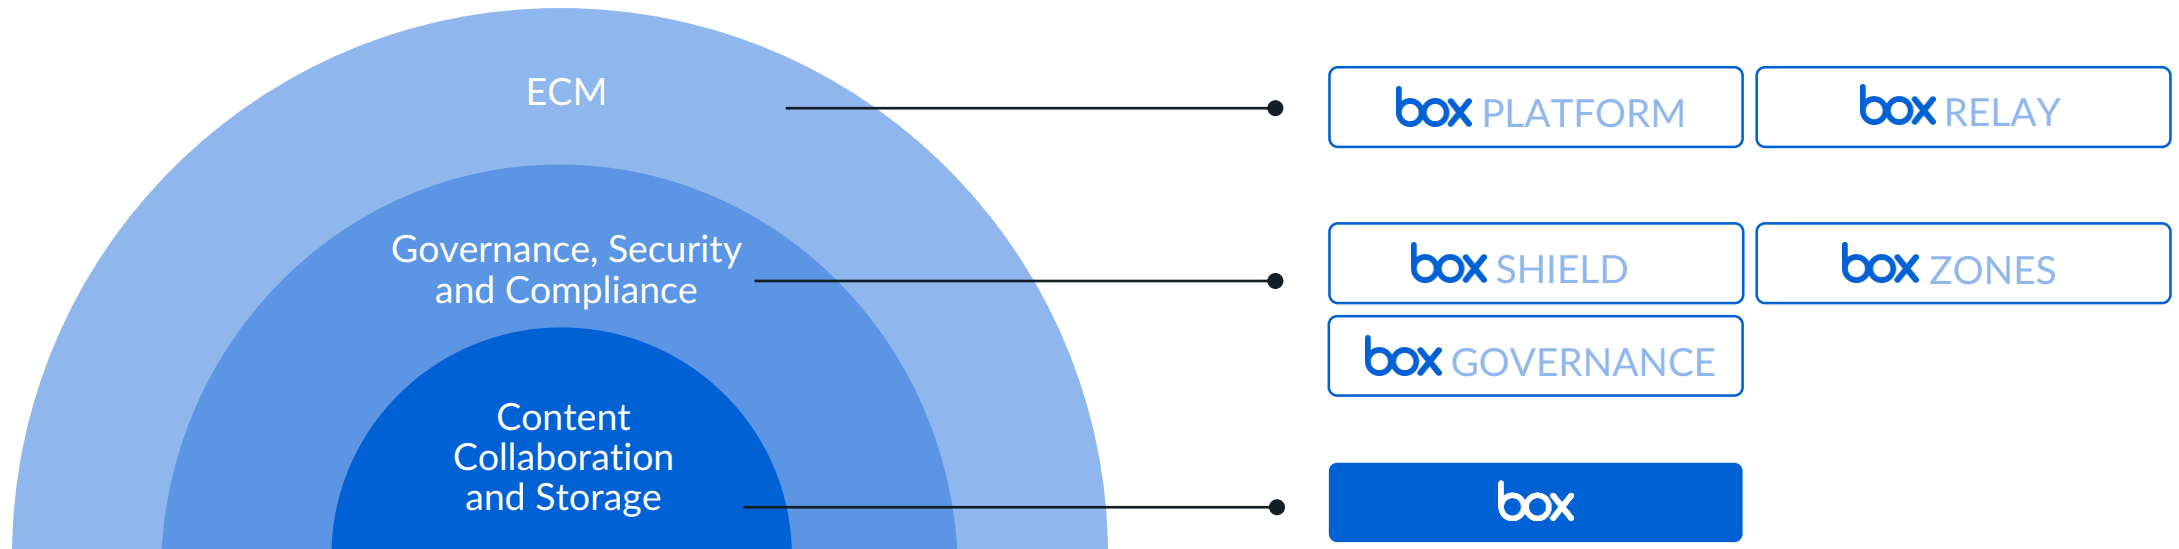 ECM
box PLATFORM
box RELAY
Governance, Security
and Compliance
box SHIELD
box ZONES
box GOVERNANCE
Content
Collaboration
and Storage
box